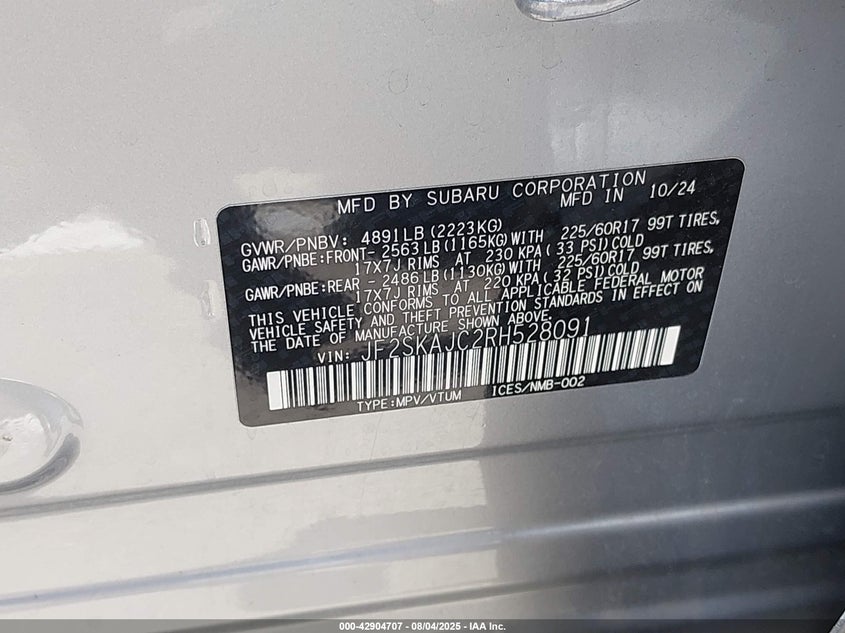 MFD BY SUBARU CORPORATION
MFD IN 10/24
GVWR/PNBV: 4891LB(2223KG)
GAWR/PNBE:FRONT- 2563LB(1165KG)WITH 225/60R17 99T TIRES,
17X7J RIMS AT 230 KPA( 33 PSI)COLD
GAWR/PNBE:REAR - 2486LB(1130KG)WITH 225/60R17 99T TIRES,
17X7J RIMS AT 220 KPA( 32 PSI)COLD
THIS VEHICLE CONFORMS TO ALL APPLICABLE FEDERAL MOTOR
VEHICLE SAFETY AND THEFT PREVENTION STANDARDS IN EFFECT ON
THE DATE OF MANUFACTURE SHOWN ABOVE.
VIN: JF2SKAJC2RH528091
TYPE:MPV/VTUM ICES/NMB-002
000-42904707 - 08/04/2025 - IAA Inc.